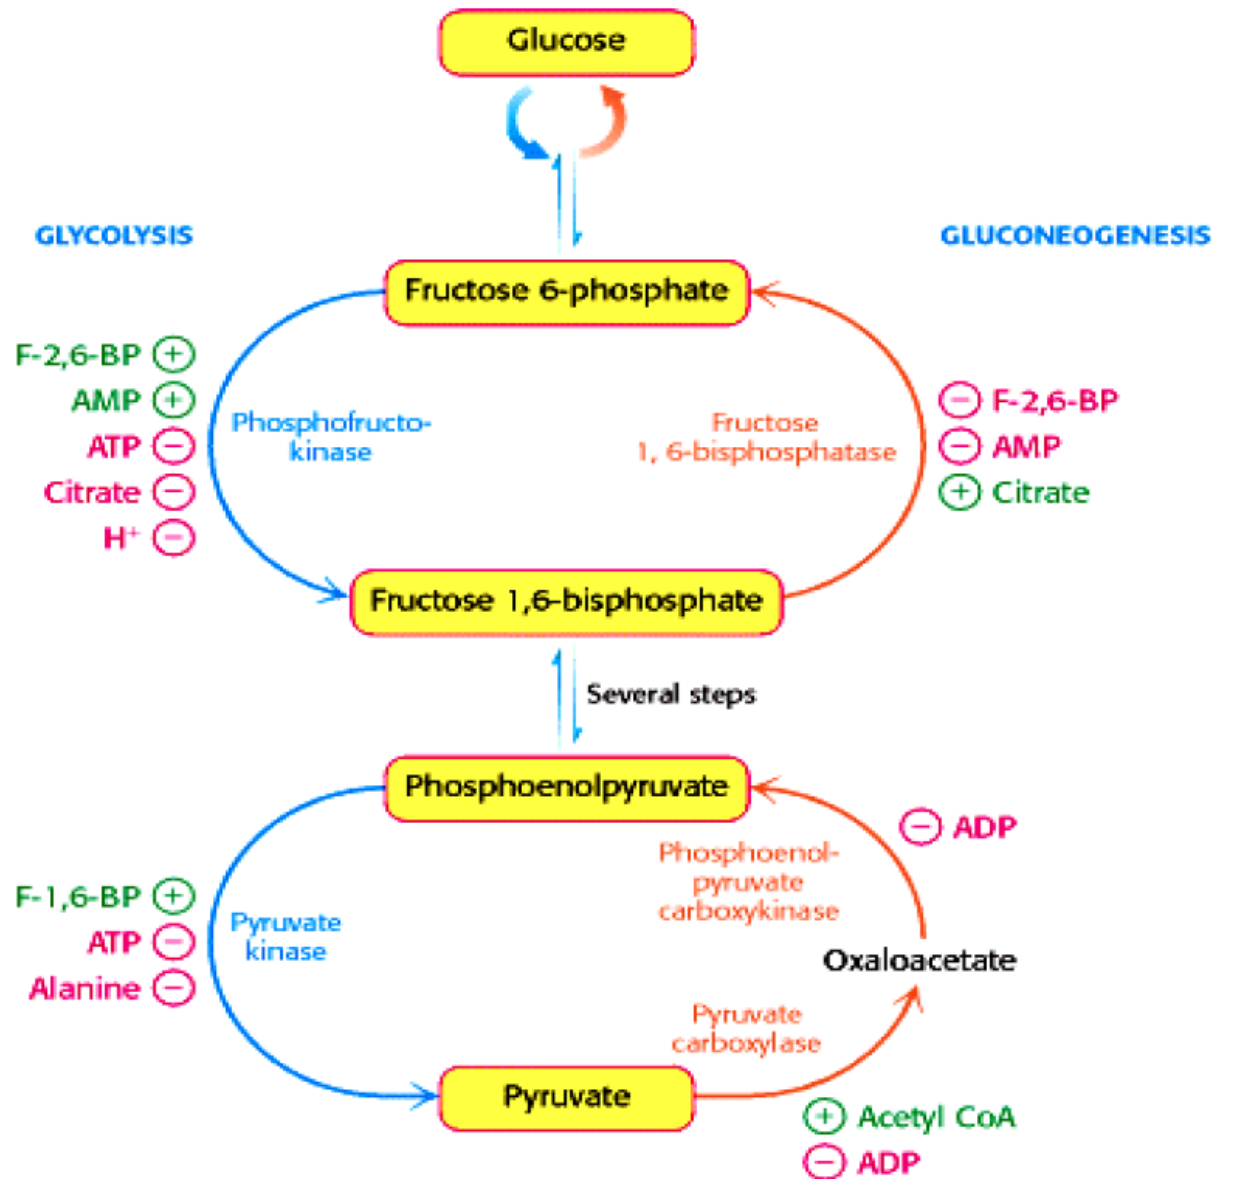 Glucose
GLYCOLYSIS
GLUCONEOGENESIS
Fructose 6-phosphate
F-2,6-BP +
AMP +
ATP −
Citrate −
H⁺ −
Phosphofructo-
kinase
Fructose
1, 6-bisphosphatase
− F-2,6-BP
− AMP
+ Citrate
Fructose 1,6-bisphosphate
Several steps
Phosphoenolpyruvate
− ADP
Phosphoenol-
pyruvate
carboxykinase
F-1,6-BP +
ATP −
Alanine −
Pyruvate
kinase
Oxaloacetate
Pyruvate
carboxylase
Pyruvate
+ Acetyl CoA
− ADP